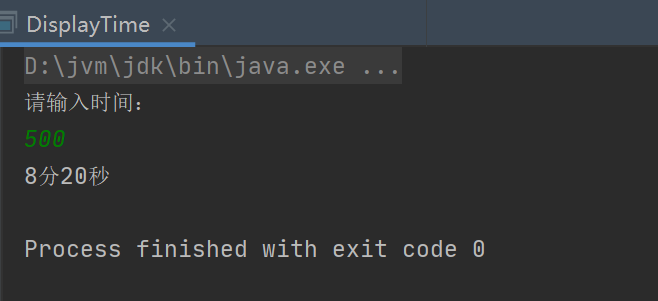 DisplayTime
D:\jvm\jdk\bin\java.exe ...
请输入时间：
500
8分20秒
Process finished with exit code 0